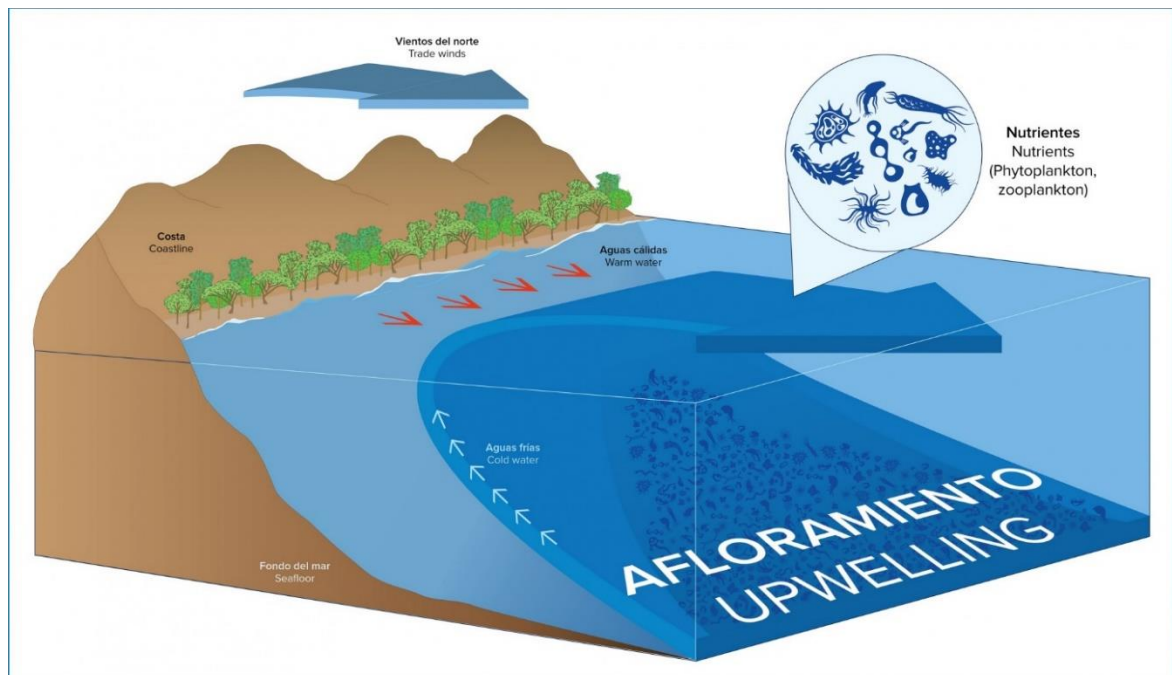 Vientos del norte
Trade winds
Nutrientes
Nutrients
(Phytoplankton,
zooplankton)
Costa
Coastline
Aguas cálidas
Warm water
Aguas frías
Cold water
Fondo del mar
Seafloor
AFLORAMIENTO
UPWELLING